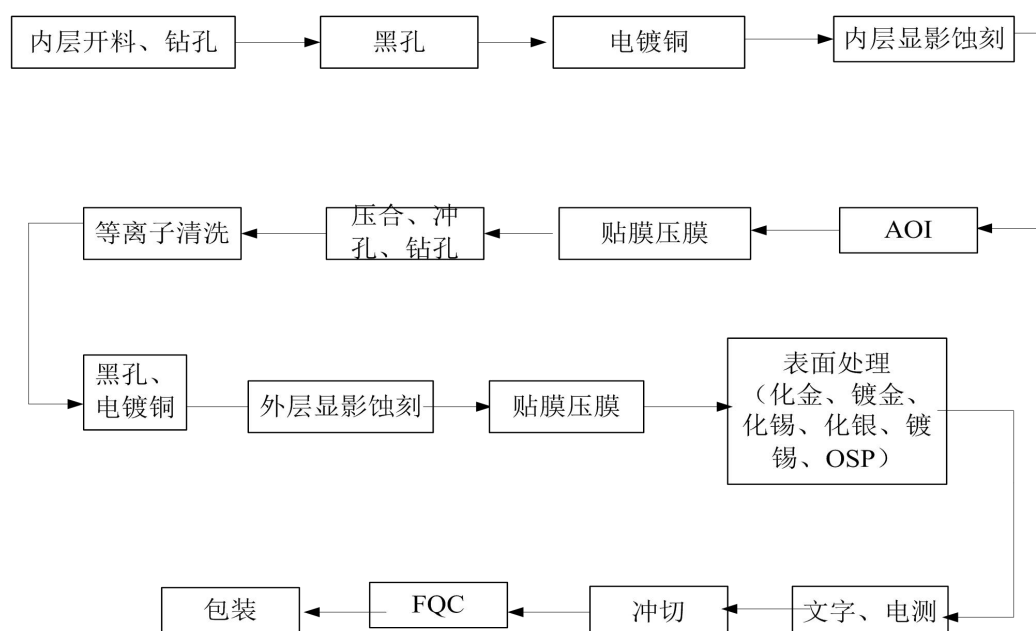 内层开料、钻孔
黑孔
电镀铜
内层显影蚀刻
等离子清洗
压合、冲
孔、钻孔
贴膜压膜
AOI
黑孔、
电镀铜
外层显影蚀刻
贴膜压膜
表面处理
（化金、镀金、
化锡、化银、镀
锡、OSP）
包装
FQC
冲切
文字、电测